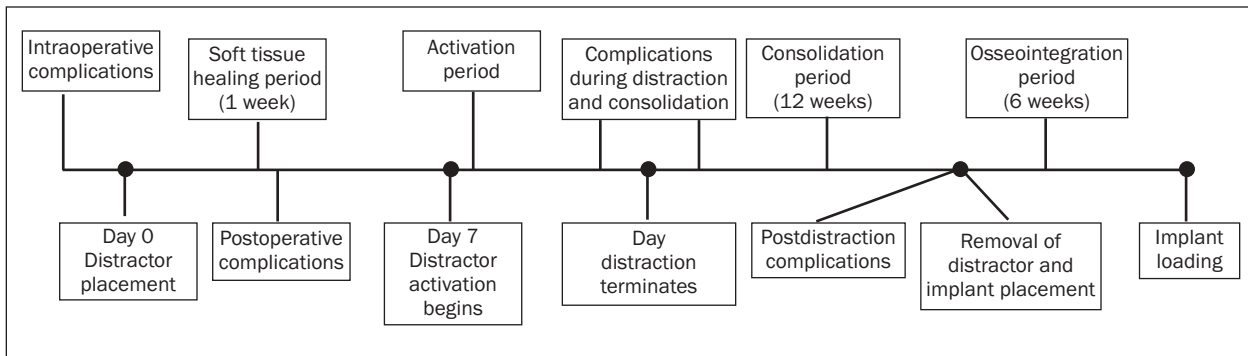 Intraoperative
complications
Soft tissue
healing period
(1 week)
Activation
period
Complications
during distraction
and consolidation
Consolidation
period
(12 weeks)
Osseointegration
period
(6 weeks)
Day 0
Distractor
placement
Postoperative
complications
Day 7
Distractor
activation
begins
Day
distraction
terminates
Postdistraction
complications
Removal of
distractor and
implant placement
Implant
loading